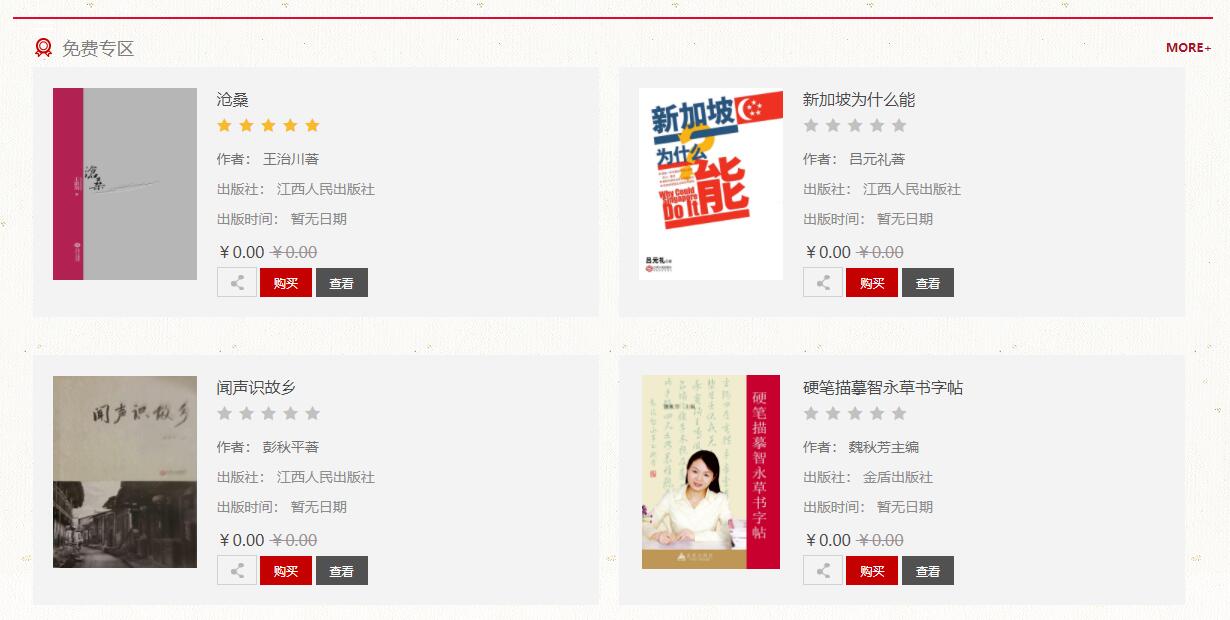 免费专区
MORE+
沧桑
沧桑
作者： 王治川著
出版社： 江西人民出版社
出版时间： 暂无日期
￥0.00 ￥0.00
购买 查看
新加坡
为什么
能
Why Could
Singapore
Do It
吕元礼
新加坡为什么能
作者： 吕元礼著
出版社： 江西人民出版社
出版时间： 暂无日期
￥0.00 ￥0.00
购买 查看
闻声识故乡
闻声识故乡
作者： 彭秋平著
出版社： 江西人民出版社
出版时间： 暂无日期
￥0.00 ￥0.00
购买 查看
硬笔描摹智永草书字帖
硬笔描摹智永草书字帖
作者： 魏秋芳主编
出版社： 金盾出版社
出版时间： 暂无日期
￥0.00 ￥0.00
购买 查看